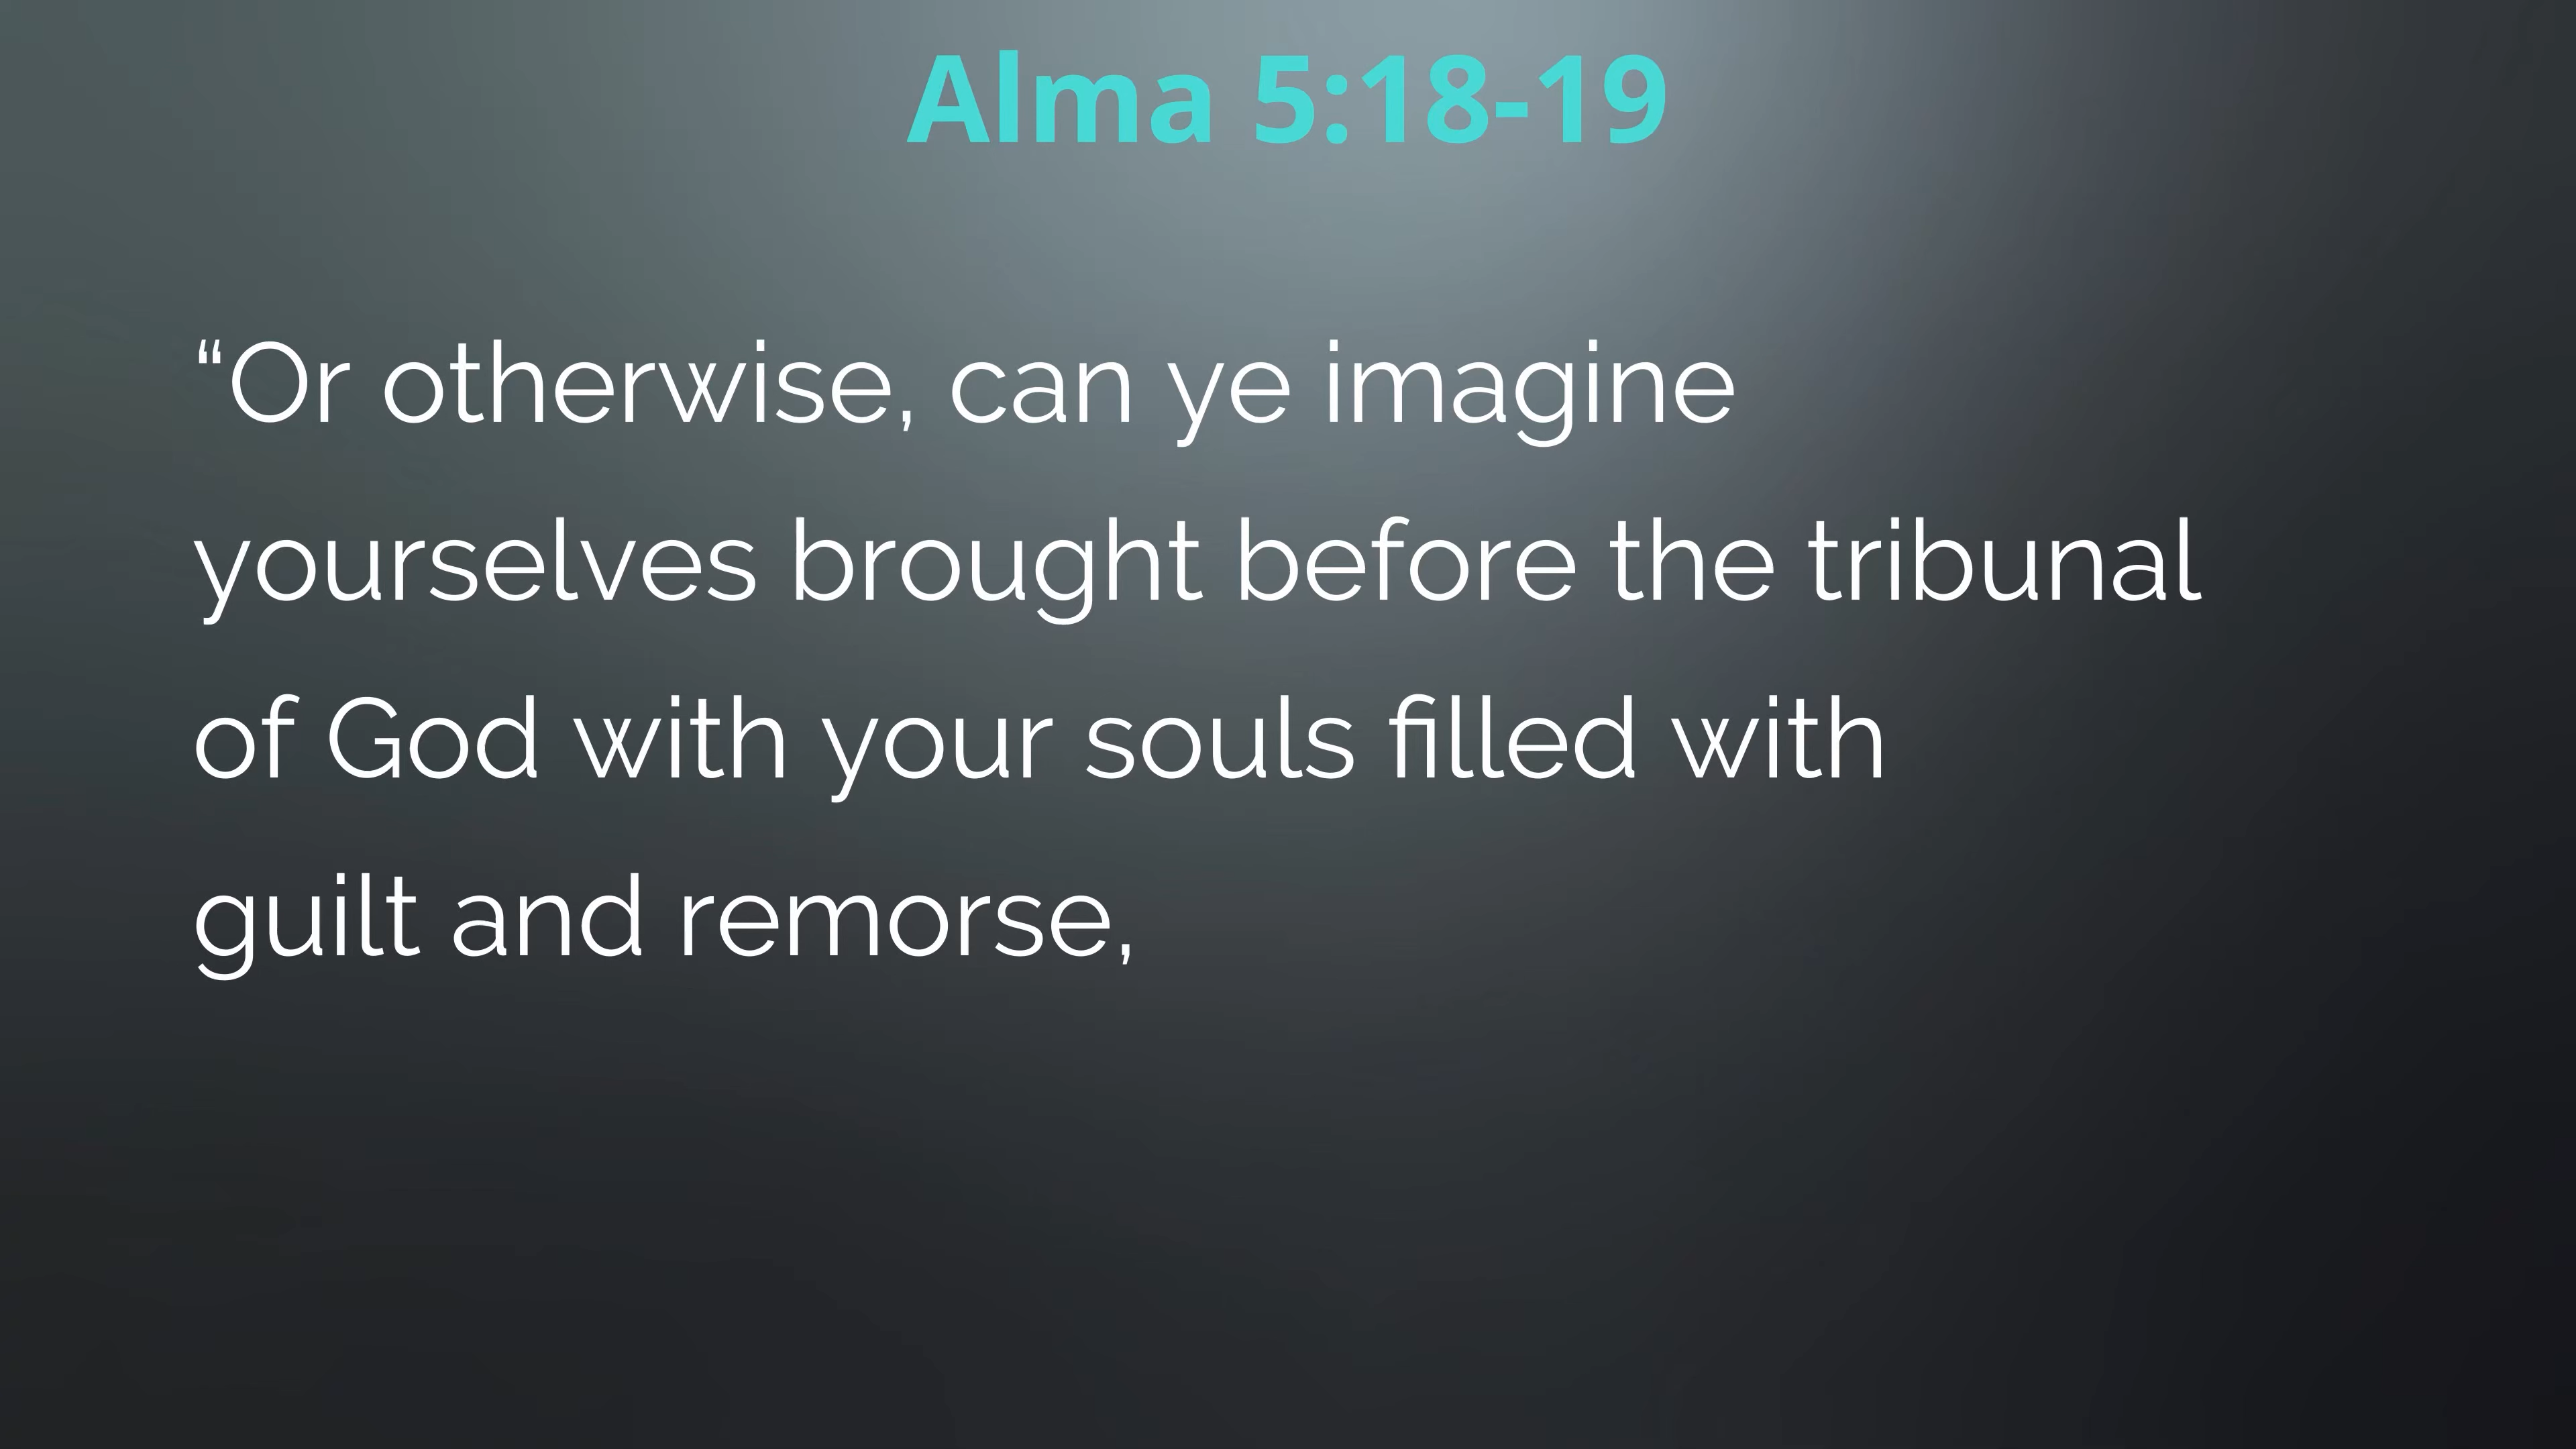 Alma 5:18-19
“Or otherwise, can ye imagine
yourselves brought before the tribunal
of God with your souls filled with
guilt and remorse,